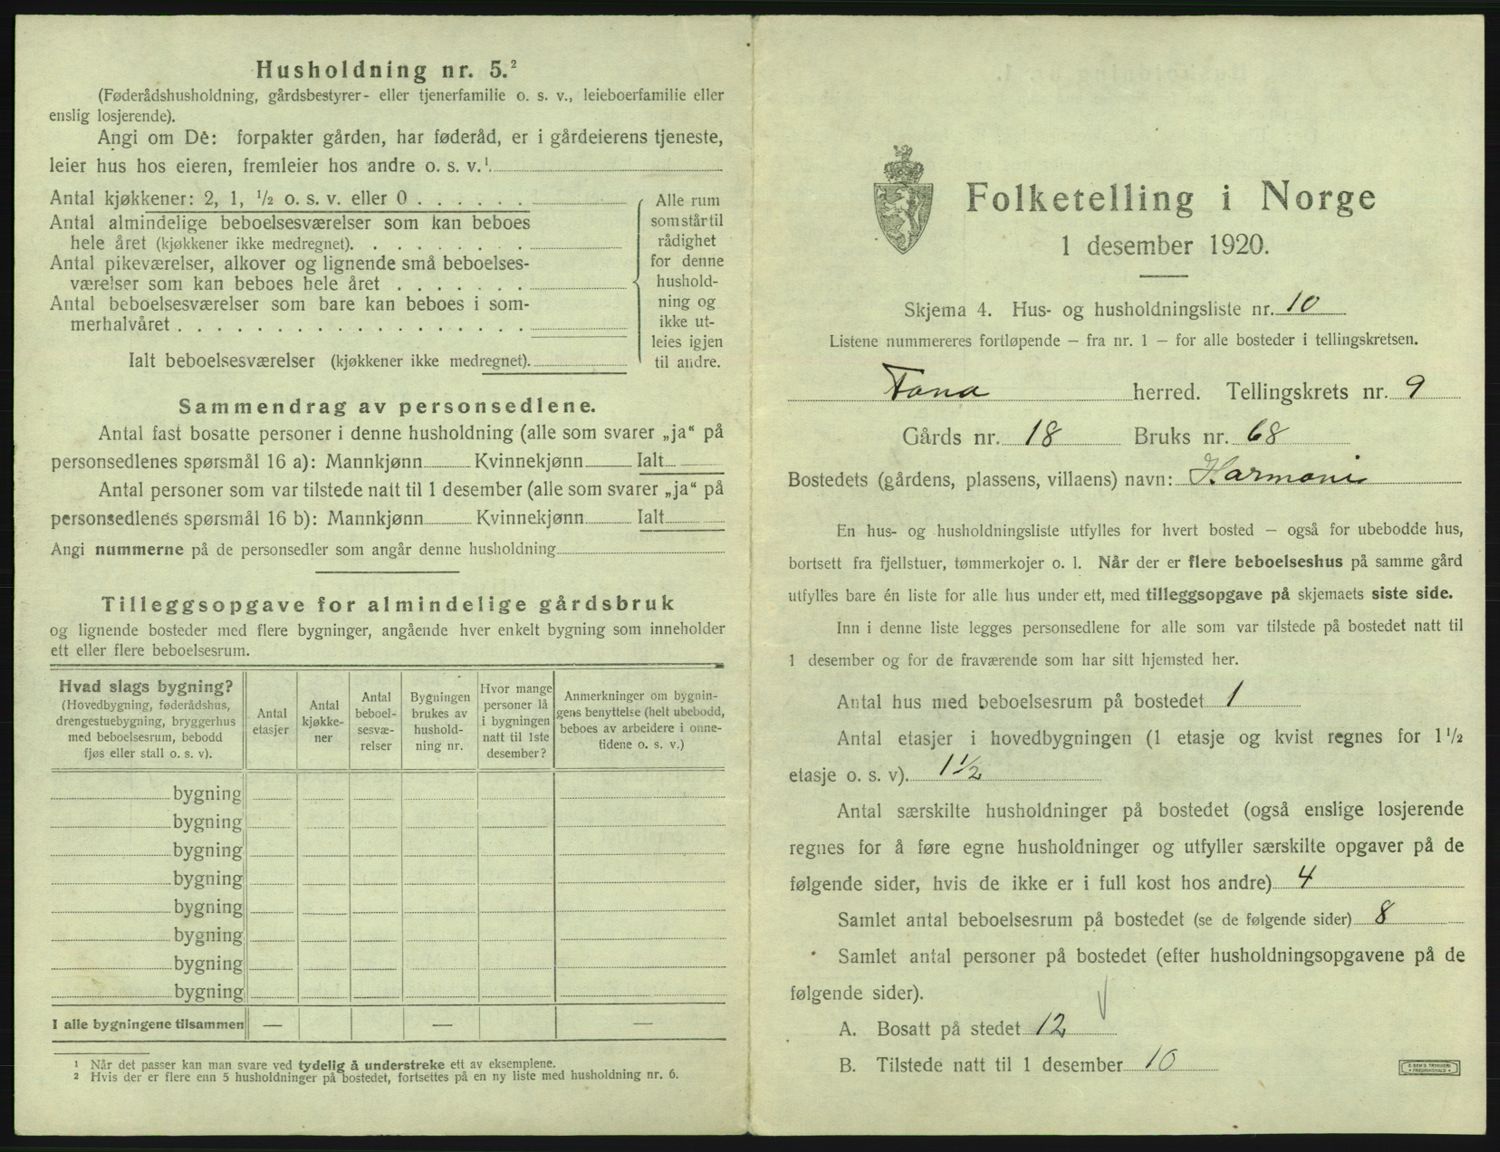 Husholdning nr. 5.²
(Føderådshusholdning, gårdsbestyrer- eller tjenerfamilie o. s. v., leieboerfamilie eller
enslig losjerende).
Angi om De: forpakter gården, har føderåd, er i gårdeierens tjeneste,
leier hus hos eieren, fremleier hos andre o. s. v.¹
Antal kjøkkener: 2, 1, ½ o. s. v. eller 0 . . . . . .
Antal almindelige beboelsesværelser som kan beboes
hele året (kjøkkener ikke medregnet). . . . . . . . .
Antal pikeværelser, alkover og lignende små beboelses-
værelser som kan beboes hele året . . . . . . .
Antal beboelsesværelser som bare kan beboes i som-
merhalvåret . . . . . . . . . . . . . . . . . .
Ialt beboelsesværelser (kjøkkener ikke medregnet).
Alle rum
som står til
rådighet
for denne
hushold-
ning og
ikke ut-
leies igjen
til andre.
Sammendrag av personsedlene.
Antal fast bosatte personer i denne husholdning (alle som svarer „ja“ på
personsedlenes spørsmål 16 a): Mannkjønn Kvinnekjønn Ialt
Antal personer som var tilstede natt til 1 desember (alle som svarer „ja“ på
personsedlenes spørsmål 16 b): Mannkjønn Kvinnekjønn Ialt
Angi nummerne på de personsedler som angår denne husholdning
Tilleggsopgave for almindelige gårdsbruk
og lignende bosteder med flere bygninger, angående hver enkelt bygning som inneholder
ett eller flere beboelsesrum.
Hvad slags bygning?
(Hovedbygning, føderådshus,
drengestuebygning, bryggerhus
med beboelsesrum, bebodd
fjøs eller stall o. s. v.)
Antal
etasjer
Antal
kjøkke-
ner
Antal
beboel-
sesvæ-
relser
Bygningen
brukes av
hushold-
ning nr.
Hvor mange
personer lå
i bygningen
natt til 1ste
desember?
Anmerkninger om bygnin-
gens benyttelse (helt ubebodd,
beboes av arbeidere i onne-
tidene o. s. v.)
bygning
bygning
bygning
bygning
bygning
bygning
bygning
bygning
I alle bygningene tilsammen — — —
¹ Når det passer kan man svare ved tydelig å understreke ett av eksemplene.
² Hvis der er flere enn 5 husholdninger på bostedet, fortsettes på en ny liste med husholdning nr. 6.
Folketelling i Norge
1 desember 1920.
Skjema 4. Hus- og husholdningsliste nr. 10
Listene nummereres fortløpende — fra nr. 1 — for alle bosteder i tellingskretsen.
Fana herred. Tellingskrets nr. 9
Gårds nr. 18 Bruks nr. 68
Bostedets (gårdens, plassens, villaens) navn: Harmoni
En hus- og husholdningsliste utfylles for hvert bosted — også for ubebodde hus,
bortsett fra fjellstuer, tømmerkojer o. l. Når der er flere beboelseshus på samme gård
utfylles bare én liste for alle hus under ett, med tilleggsopgave på skjemaets siste side.
Inn i denne liste legges personsedlene for alle som var tilstede på bostedet natt til
1 desember og for de fraværende som har sitt hjemsted her.
Antal hus med beboelsesrum på bostedet 1
Antal etasjer i hovedbygningen (1 etasje og kvist regnes for 1½
etasje o. s. v). 1½
Antal særskilte husholdninger på bostedet (også enslige losjerende
regnes for å føre egne husholdninger og utfyller særskilte opgaver på de
følgende sider, hvis de ikke er i full kost hos andre) 4
Samlet antal beboelsesrum på bostedet (se de følgende sider) 8
Samlet antal personer på bostedet (efter husholdningsopgavene på de
følgende sider).
A. Bosatt på stedet 12
B. Tilstede natt til 1 desember 10